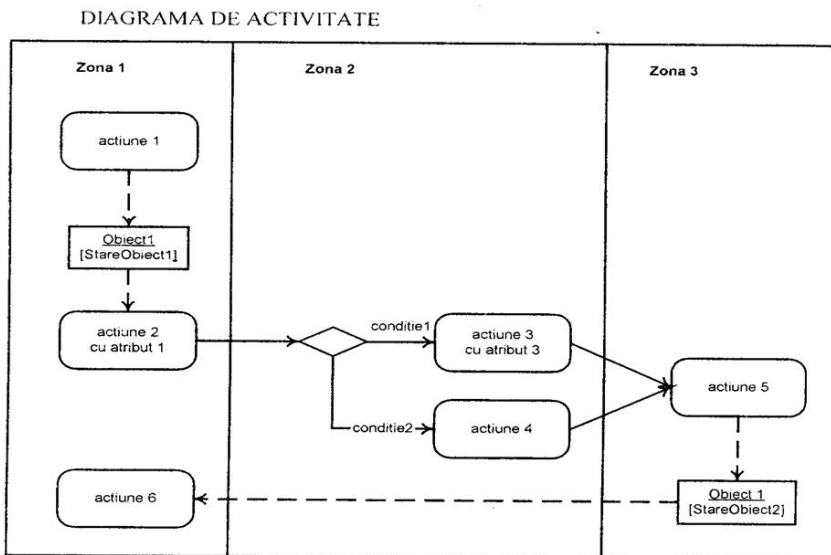 DIAGRAMA DE ACTIVITATE
Zona 1
Zona 2
Zona 3
actiune 1
Obiect1
[StareObiect1]
actiune 2
cu atribut 1
conditie1
actiune 3
cu atribut 3
conditie2
actiune 4
actiune 5
actiune 6
Obiect 1
[StareObiect2]